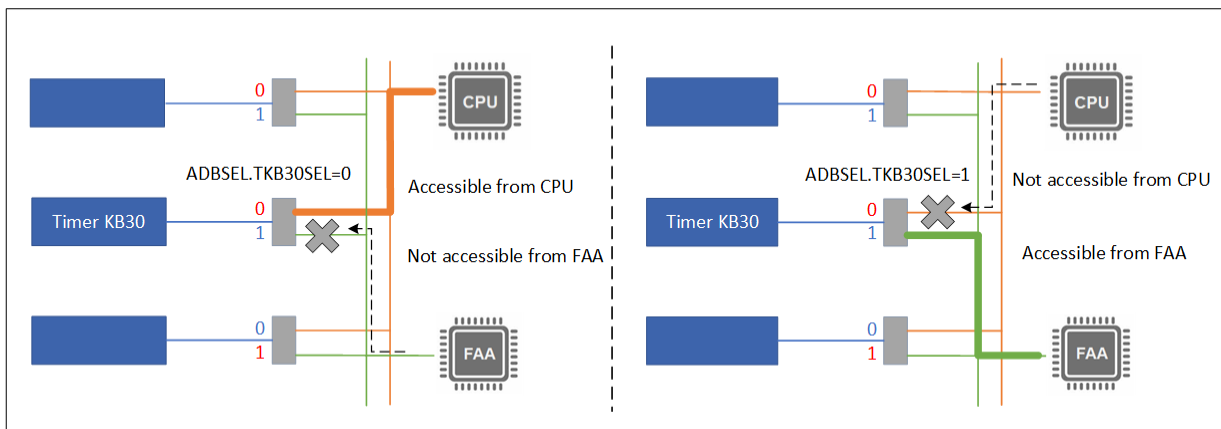 0
1
CPU
ADBSEL.TKB30SEL=0
Accessible from CPU
Timer KB30
0
1
Not accessible from FAA
0
1
FAA
0
1
CPU
ADBSEL.TKB30SEL=1
Not accessible from CPU
Timer KB30
0
1
Accessible from FAA
0
1
FAA